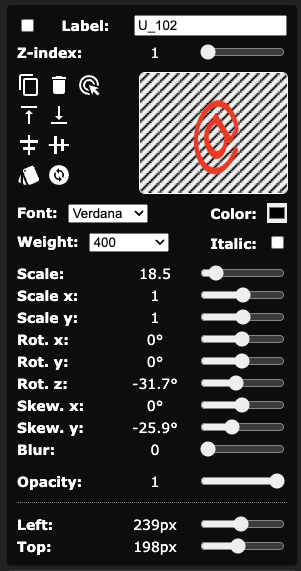 Label: U_102
Z-index: 1
@
Font: Verdana Color:
Weight: 400 Italic:
Scale: 18.5
Scale x: 1
Scale y: 1
Rot. x: 0°
Rot. y: 0°
Rot. z: -31.7°
Skew. x: 0°
Skew. y: -25.9°
Blur: 0
Opacity: 1
Left: 239px
Top: 198px